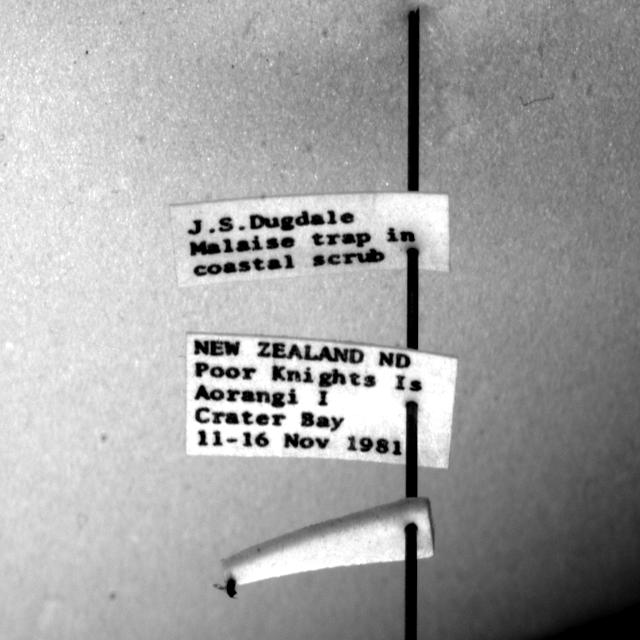 J.S.Dugdale
Malaise trap in
coastal scrub
NEW ZEALAND ND
Poor Knights Is
Aorangi I
Crater Bay
11-16 Nov 1981